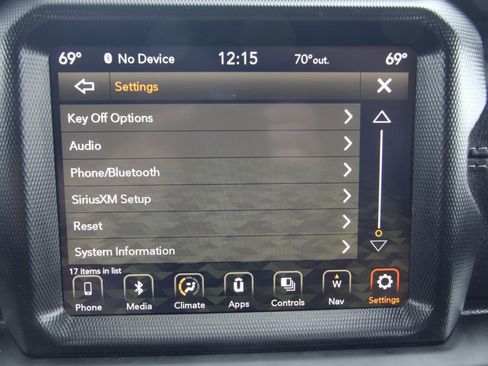 69° No Device 12:15 70°out. 69°
Settings
Key Off Options
Audio
Phone/Bluetooth
SiriusXM Setup
Reset
System Information
17 items in list
Phone Media Climate Apps Controls W Nav Settings